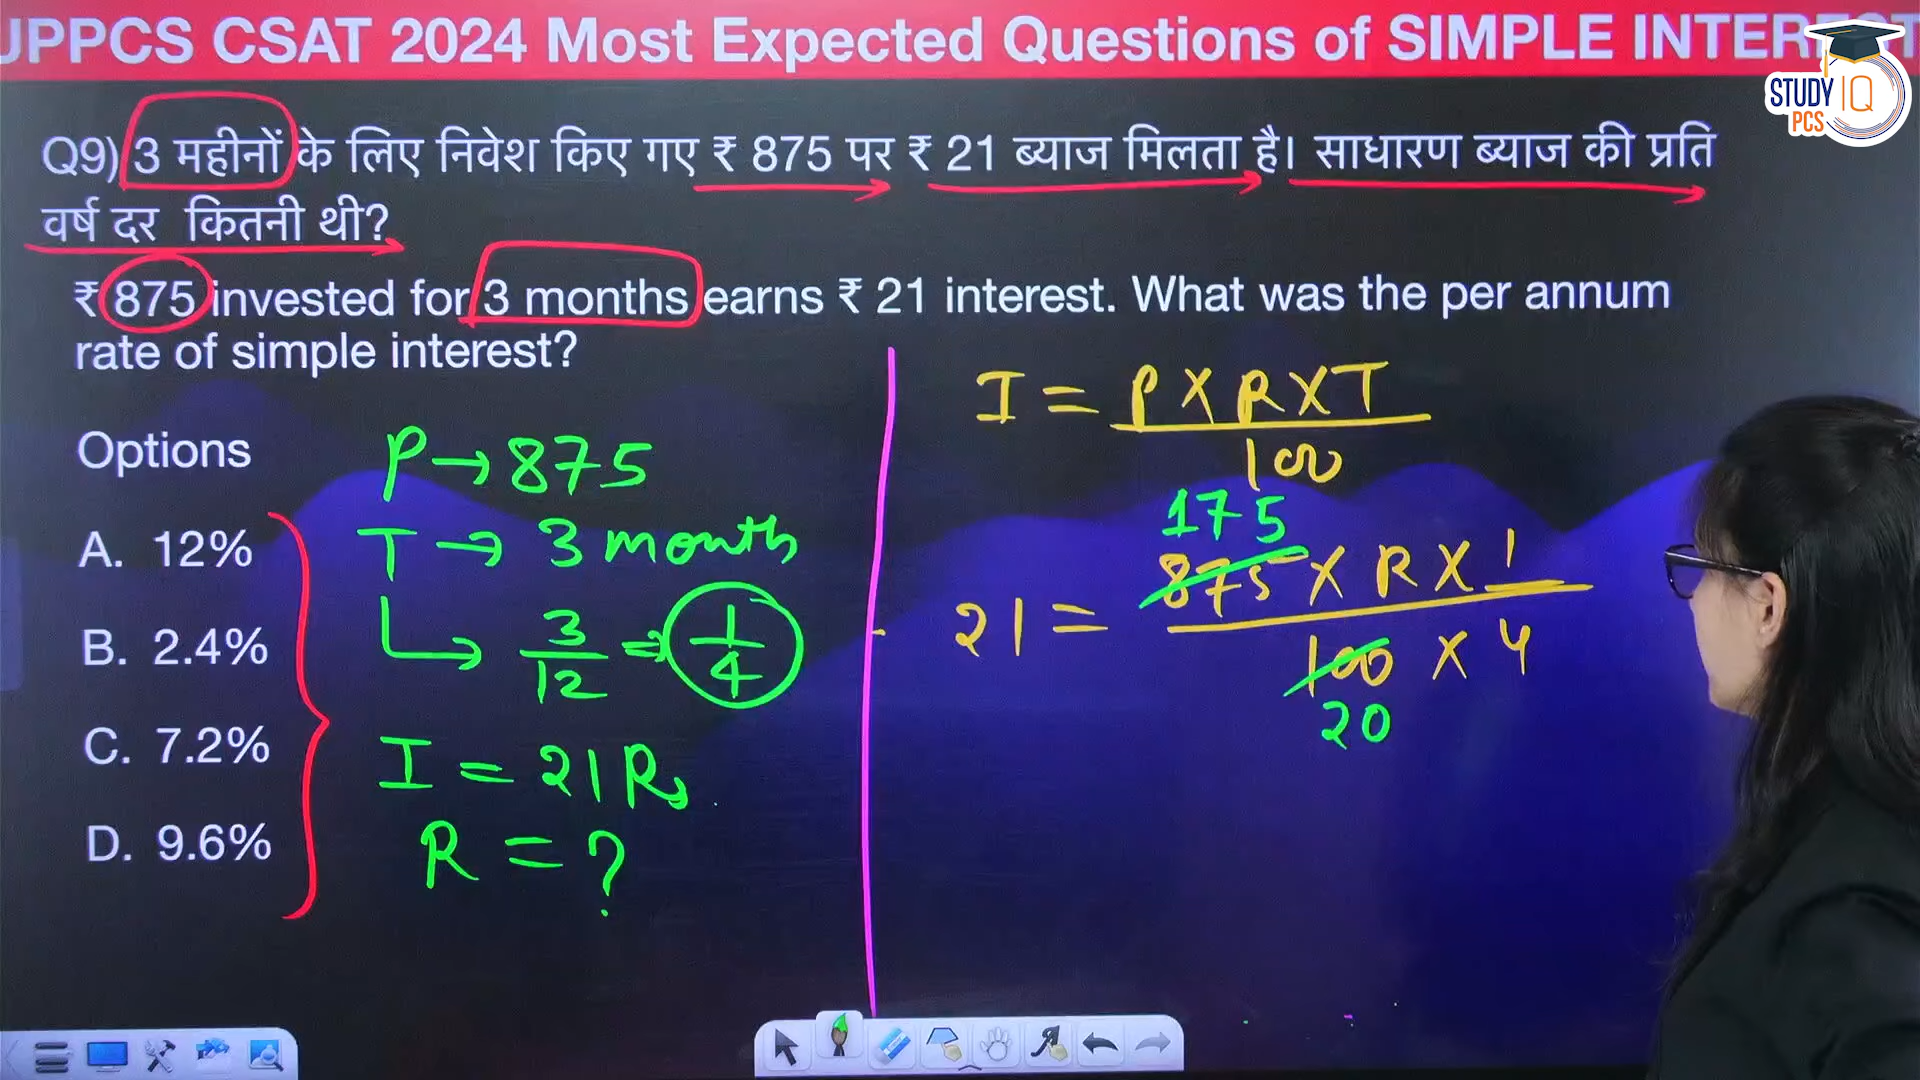 UPPCS CSAT 2024 Most Expected Questions of SIMPLE INTEREST
STUDY IQ
PCS
Q9) 3 महीनों के लिए निवेश किए गए ₹ 875 पर ₹ 21 ब्याज मिलता है। साधारण ब्याज की प्रति
वर्ष दर कितनी थी?
₹ 875 invested for 3 months earns ₹ 21 interest. What was the per annum
rate of simple interest?
Options
A. 12%
B. 2.4%
C. 7.2%
D. 9.6%
P → 875
T → 3 month
↳ 3/12 ⇒ 1/4
I = 21 Rs
R = ?
I = P X R X T
100
175
21 = 875 X R X 1
100 X 4
20